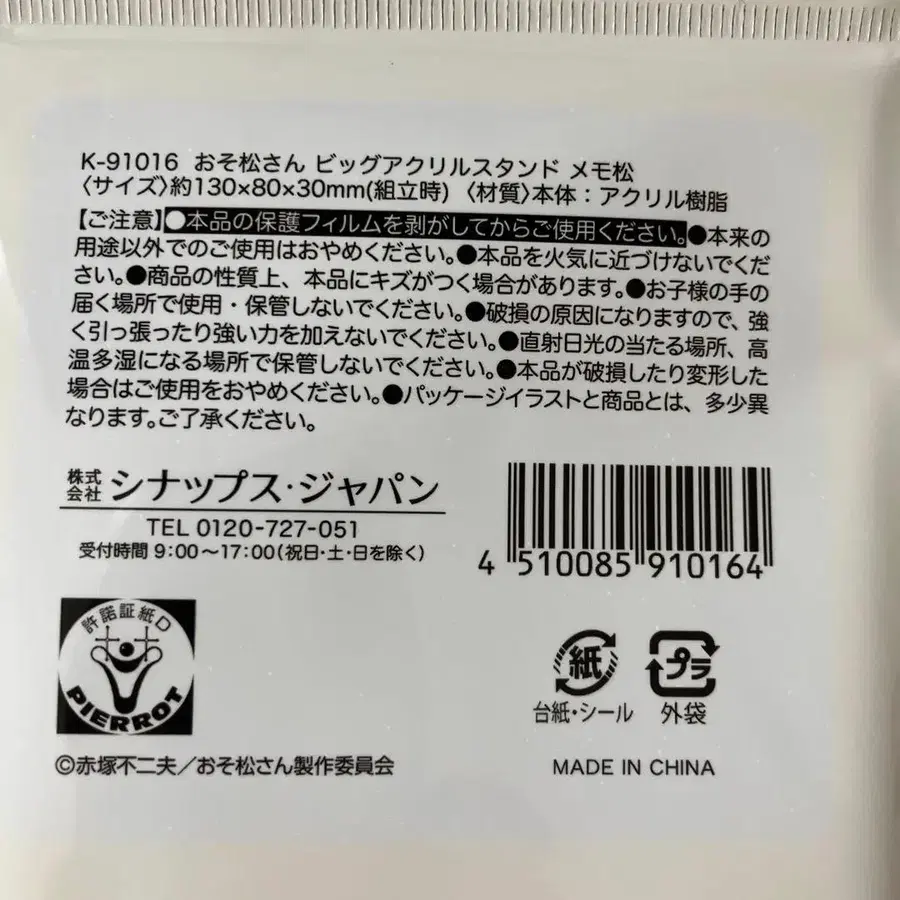 K-91016 おそ松さん ビッグアクリルスタンド メモ松
〈サイズ〉約130×80×30mm(組立時) 〈材質〉本体：アクリル樹脂
【ご注意】●本品の保護フィルムを剥がしてからご使用ください。●本来の
用途以外でのご使用はおやめください。●本品を火気に近づけないでくだ
さい。●商品の性質上、本品にキズがつく場合があります。●お子様の手の
届く場所で使用・保管しないでください。●破損の原因になりますので、強
く引っ張ったり強い力を加えないでください。●直射日光の当たる場所、高
温多湿になる場所で保管しないでください。●本品が破損したり変形した
場合はご使用をおやめください。●パッケージイラストと商品とは、多少異
なります。ご了承ください。
株式会社 シナップス・ジャパン
TEL 0120-727-051
受付時間 9:00～17:00(祝日・土・日を除く)
4 510085 910164
許諾証紙D
PIERROT
紙
台紙・シール
プラ
外袋
©赤塚不二夫／おそ松さん製作委員会
MADE IN CHINA